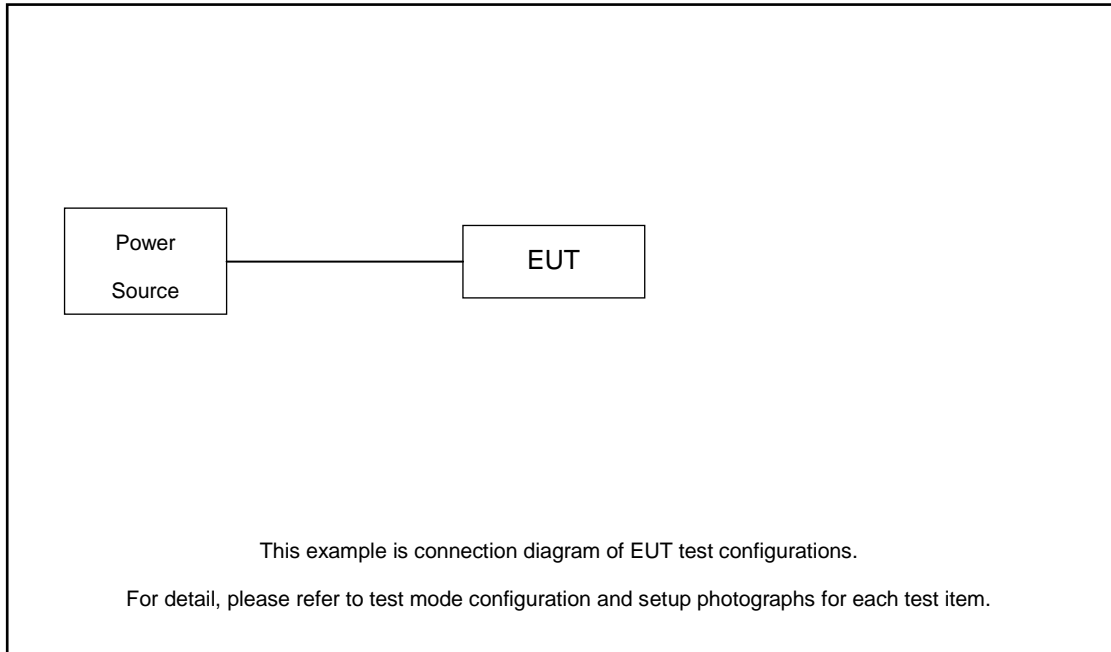 Power
Source
EUT
This example is connection diagram of EUT test configurations.
For detail, please refer to test mode configuration and setup photographs for each test item.